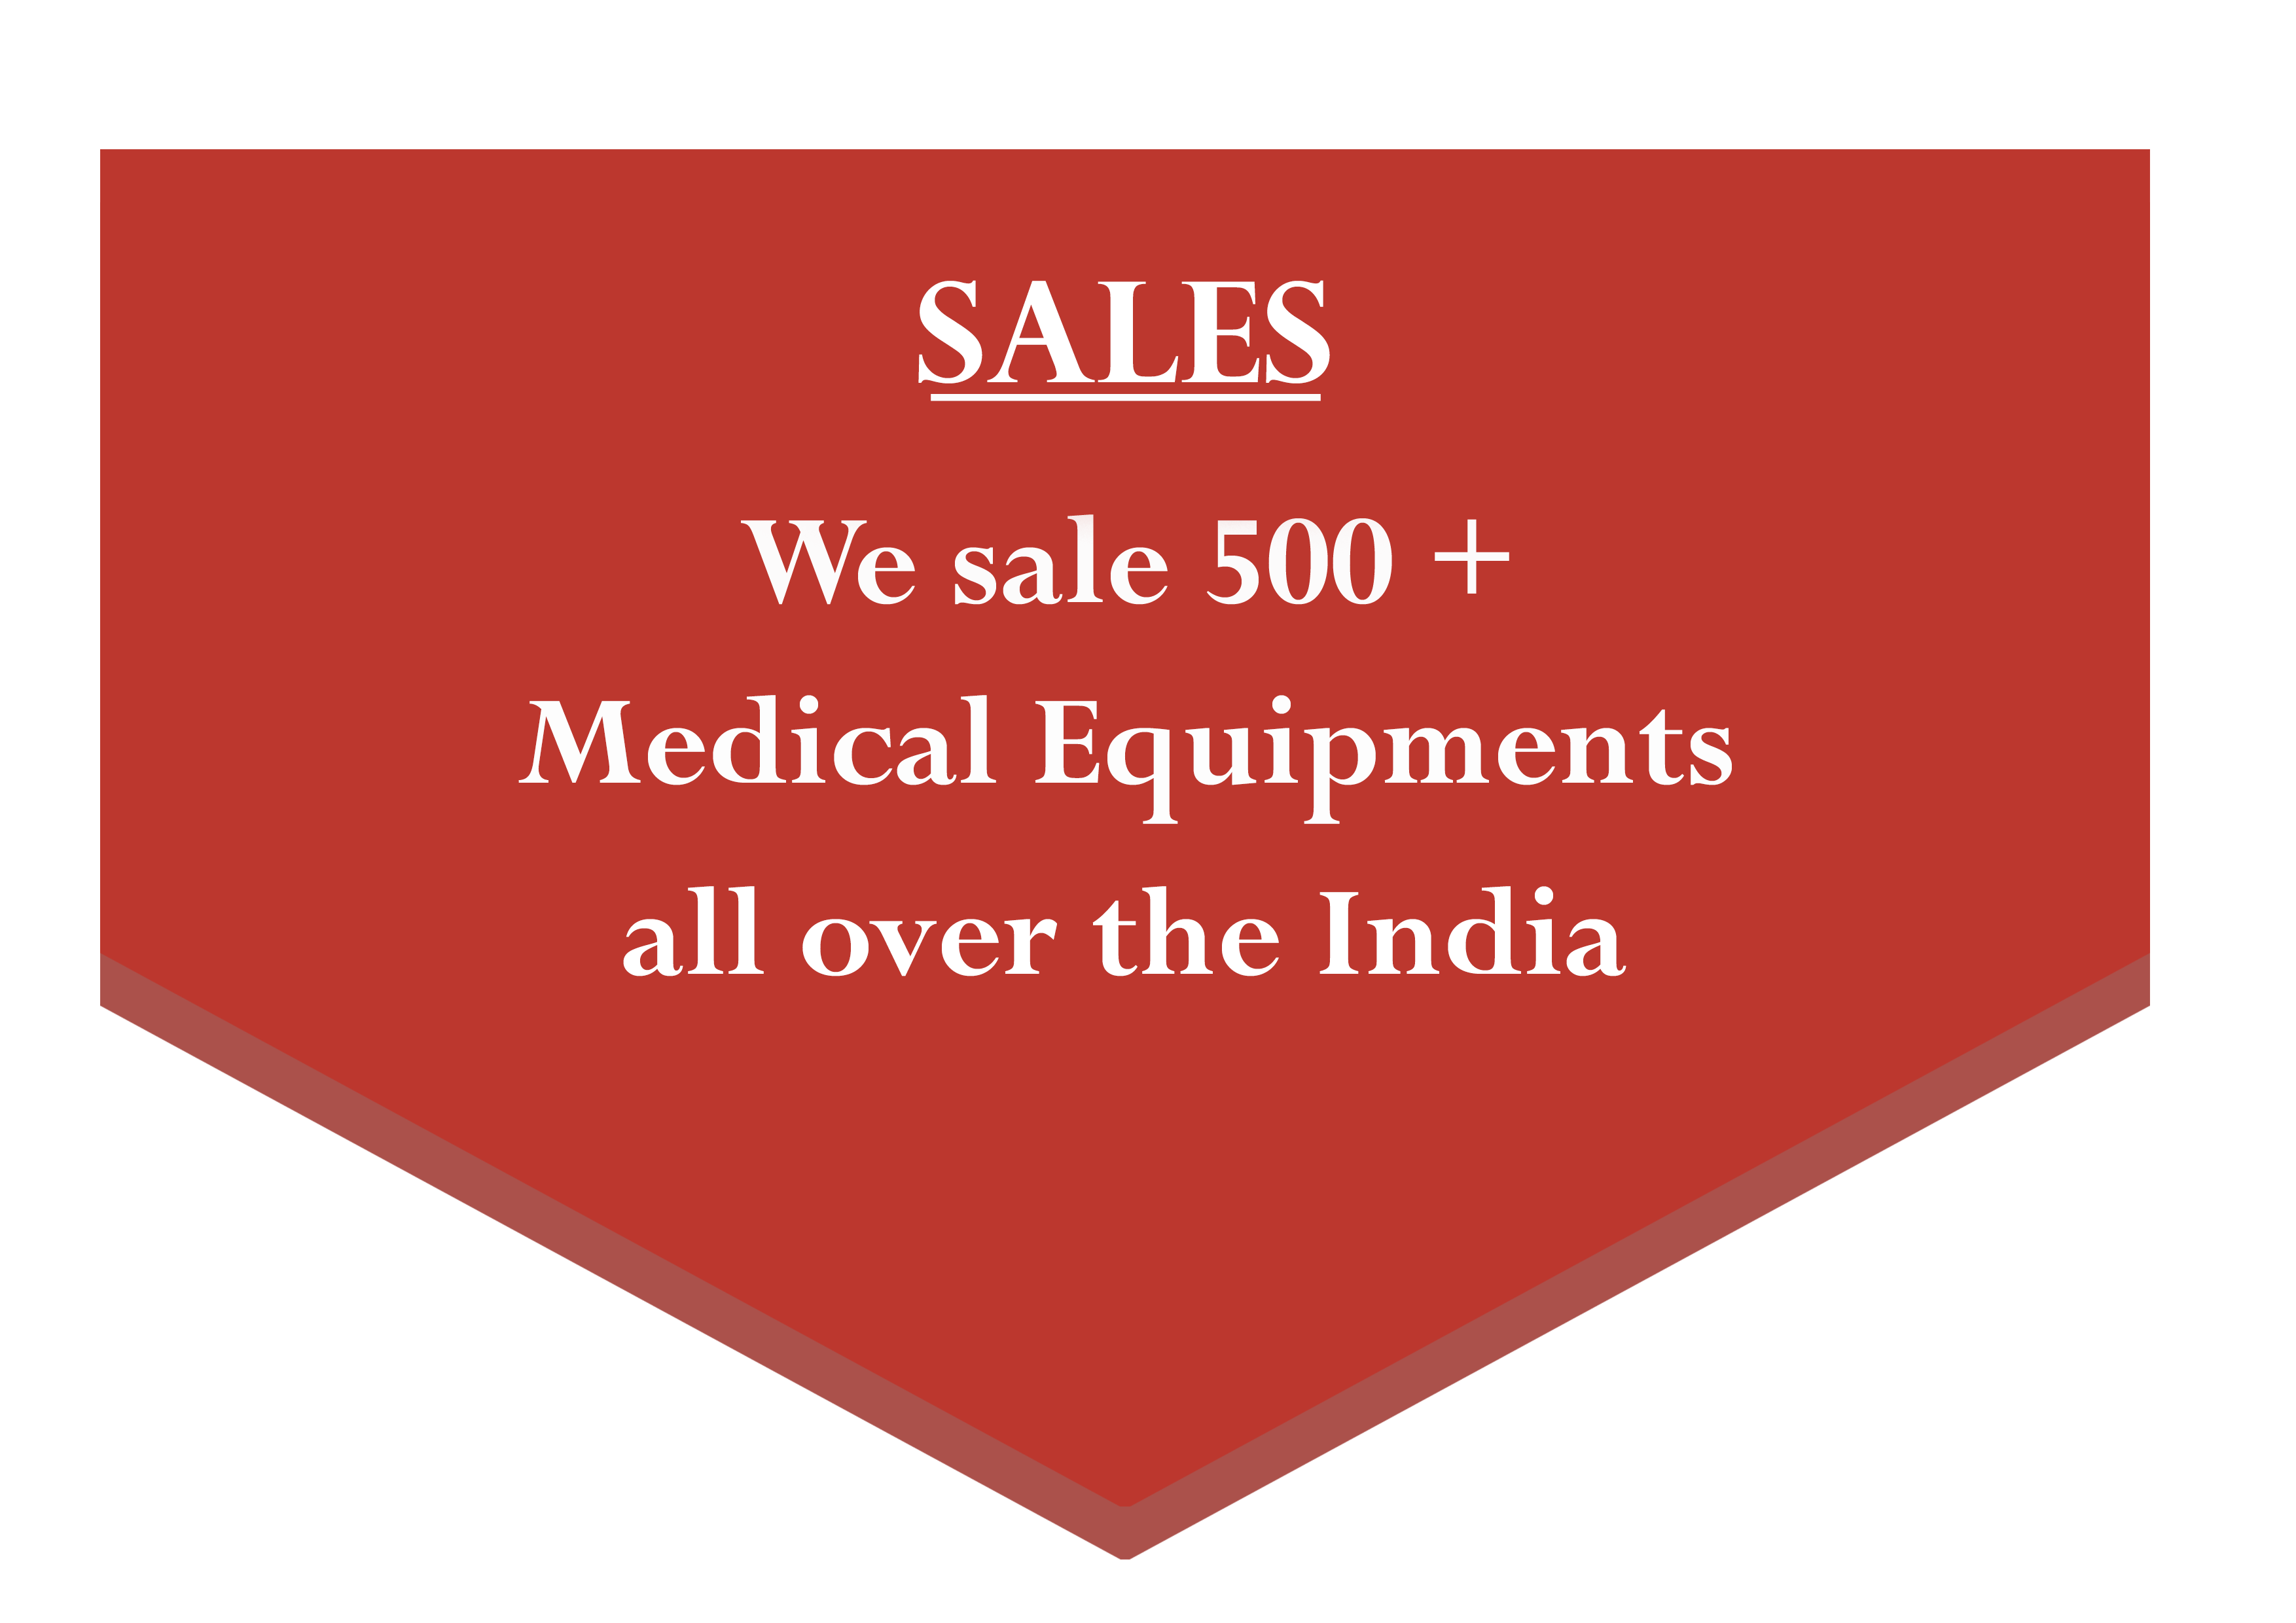 SALES
We sale 500 +
Medical Equipments
all over the India